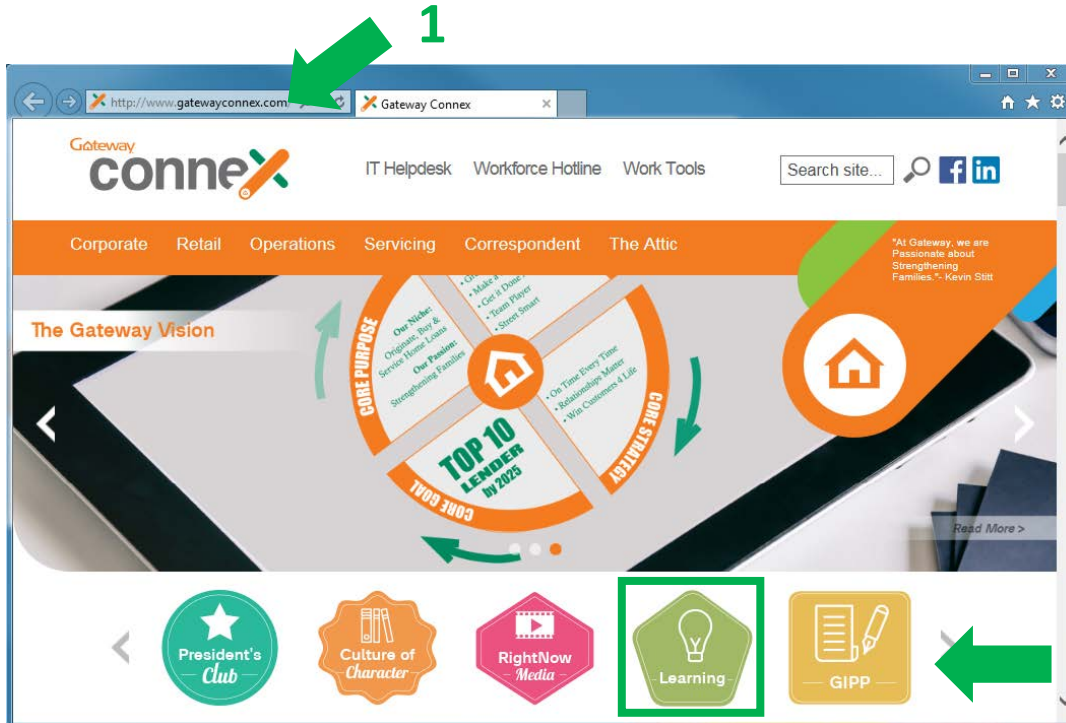 1
http://www.gatewayconnex.com
Gateway Connex
Gateway
connex
IT Helpdesk Workforce Hotline Work Tools
Search site...
Corporate Retail Operations Servicing Correspondent The Attic
"At Gateway, we are
Passionate about
Strengthening
Families."- Kevin Stitt
The Gateway Vision
CORE PURPOSE
Our Niche:
Originate, Buy &
Service Home Loans
Our Passion:
Strengthening Families
• Make a
• Get it Done
• Team Player
• Street Smart
• On Time Every Time
• Relationships Matter
• Win Customers 4 Life
CORE STRATEGY
TOP 10
LENDER
by 2025
CORE GOAL
Read More >
President's
Club
Culture of
Character
RightNow
Media
Learning
GIPP